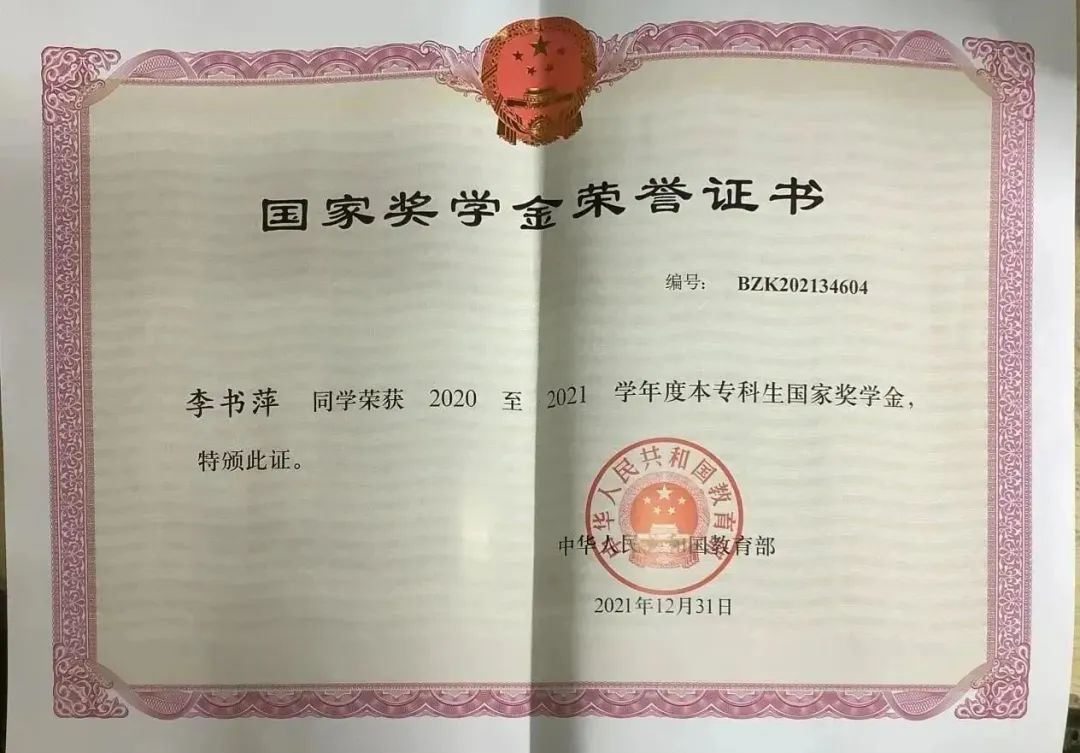 国家奖学金荣誉证书
编号： BZK202134604
李书萍 同学荣获 2020 至 2021 学年度本专科生国家奖学金，
特颁此证。
中华人民共和国教育部
中华人民共和国教育部
2021年12月31日